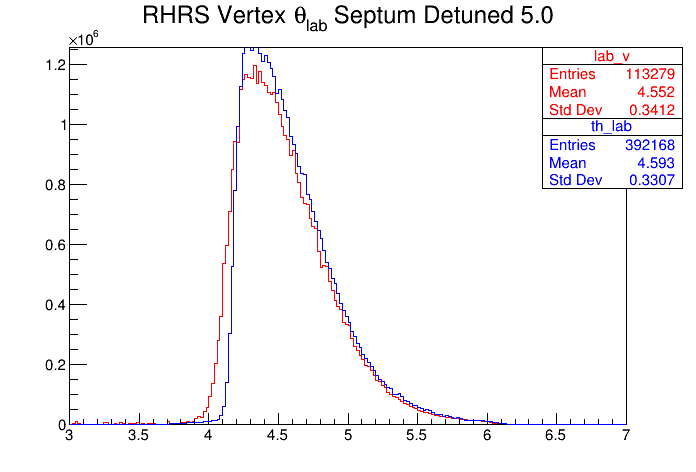 RHRS Vertex θlab Septum Detuned 5.0
×10⁶
lab_v
Entries 113279
Mean 4.552
Std Dev 0.3412
th_lab
Entries 392168
Mean 4.593
Std Dev 0.3307
1.2
1
0.8
0.6
0.4
0.2
0
3 3.5 4 4.5 5 5.5 6 6.5 7